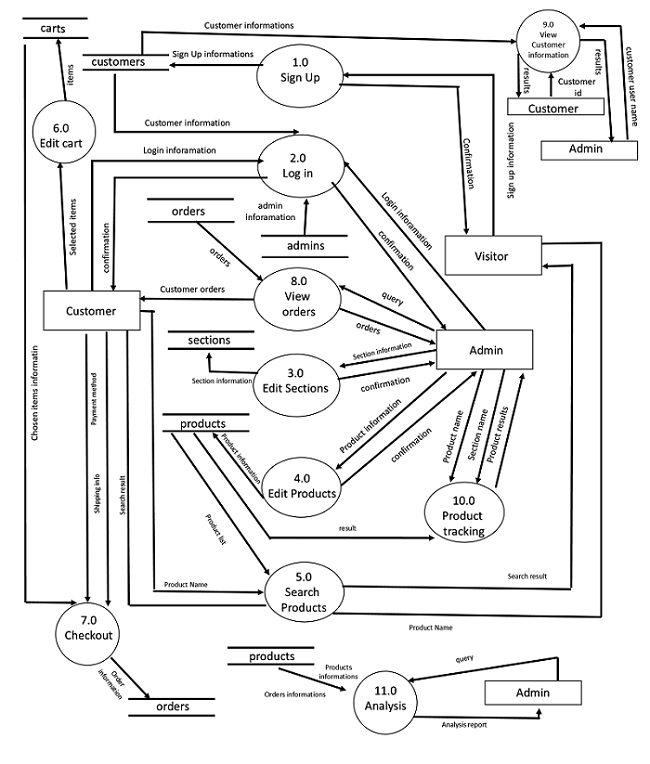 carts
Customer informations
9.0
View
Customer
information
results
results
customer user name
Customer
id
Customer
Admin
items
customers
Sign Up informations
1.0
Sign Up
Customer information
6.0
Edit cart
Login inforamation
2.0
Log in
Confirmation
Sign up information
Selected items
confirmation
admin
Inforamation
Login inforamation
confirmation
orders
orders
admins
Visitor
Customer orders
8.0
View
orders
query
orders
Customer
sections
Section information
Section information
3.0
Edit Sections
confirmation
Admin
Chosen items informatin
Payment method
Shipping info
Search result
products
Product information
Product information
confirmation
4.0
Edit Products
Product name
Section name
Product results
10.0
Product
tracking
Product list
result
Product Name
5.0
Search
Products
Search result
Product Name
7.0
Checkout
Order
information
orders
products
Products
informations
Orders informations
11.0
Analysis
query
Admin
Analysis report